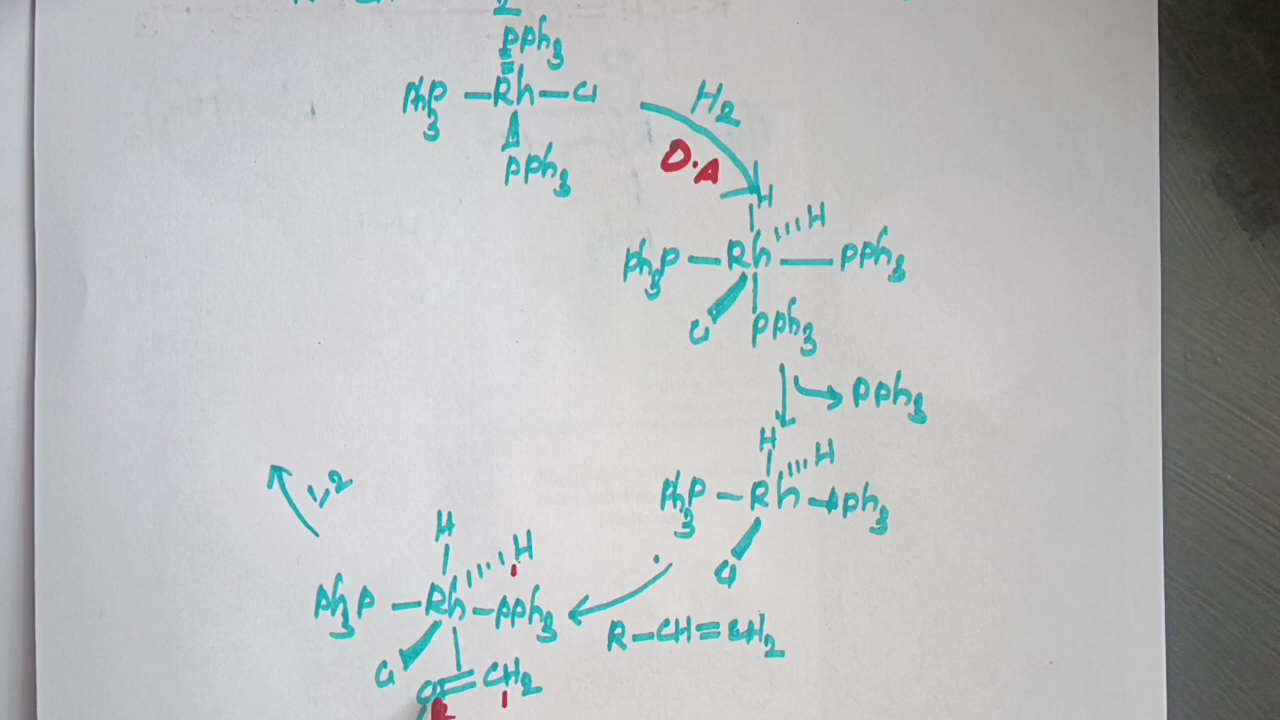 PPh3
Ph3P—Rh—Cl
PPh3
H2
O.A
H
H
Ph3P—Rh—PPh3
Cl
PPh3
PPh3
H
H
Ph3P—Rh—PPh3
Cl
1,2
H
H
Ph3P—Rh—PPh3
R—CH=CH2
Cl
CH2